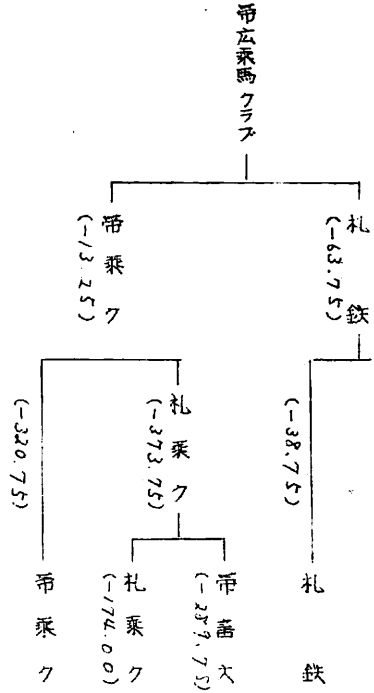 帯広乗馬クラブ
札鉄
(-63.75)
帯乗ク
(-13.25)
(-38.75)
札乗ク
(-373.75)
(-320.75)
札鉄
帯畜大
(-289.75)
札乗ク
(-174.00)
帯乗ク